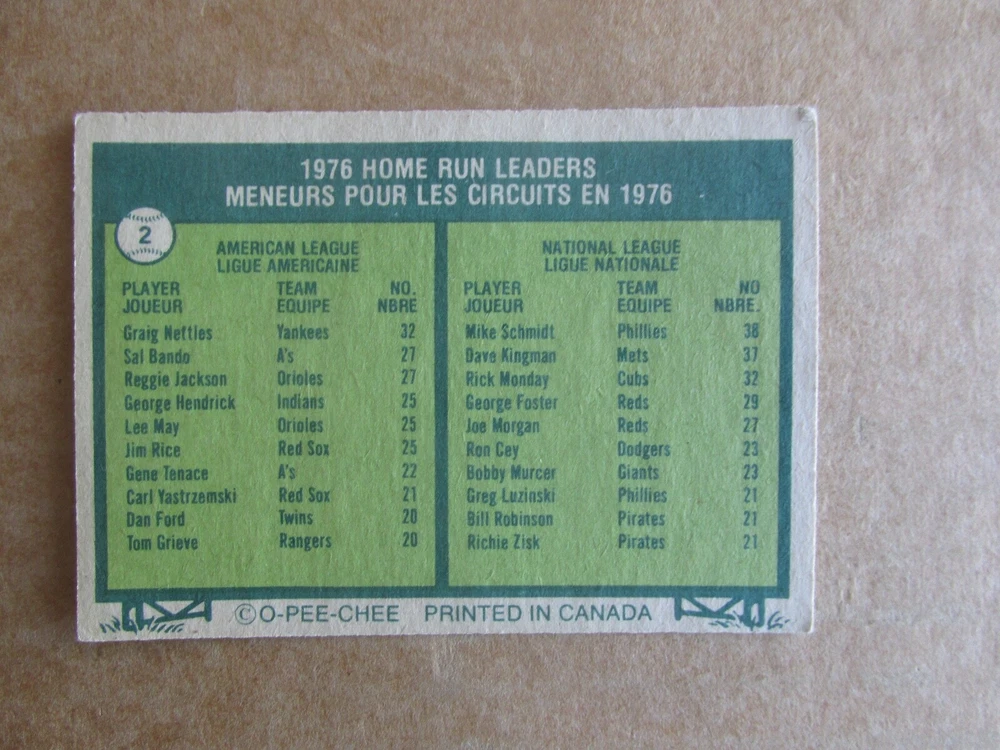 1976 HOME RUN LEADERS
MENEURS POUR LES CIRCUITS EN 1976
2
AMERICAN LEAGUE
LIGUE AMERICAINE
PLAYER TEAM NO.
JOUEUR EQUIPE NBRE
Graig Nettles Yankees 32
Sal Bando A's 27
Reggie Jackson Orioles 27
George Hendrick Indians 25
Lee May Orioles 25
Jim Rice Red Sox 25
Gene Tenace A's 22
Carl Yastrzemski Red Sox 21
Dan Ford Twins 20
Tom Grieve Rangers 20
NATIONAL LEAGUE
LIGUE NATIONALE
PLAYER TEAM NO
JOUEUR EQUIPE NBRE.
Mike Schmidt Phillies 38
Dave Kingman Mets 37
Rick Monday Cubs 32
George Foster Reds 29
Joe Morgan Reds 27
Ron Cey Dodgers 23
Bobby Murcer Giants 23
Greg Luzinski Phillies 21
Bill Robinson Pirates 21
Richie Zisk Pirates 21
© O-PEE-CHEE PRINTED IN CANADA